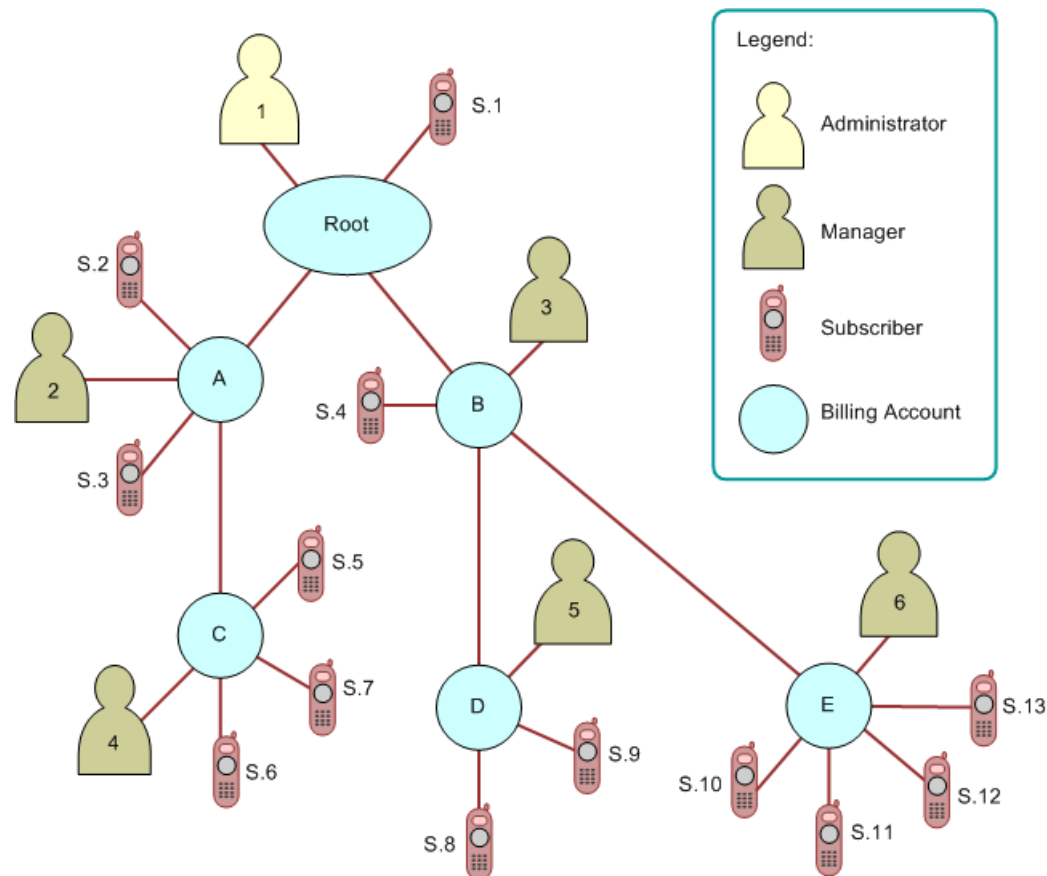 Legend:
1
S.1
Administrator
Root
Manager
S.2
3
Subscriber
2
A
S.4
B
Billing Account
S.3
S.5
C
5
6
S.7
4
D
E
S.13
S.6
S.9
S.10
S.12
S.8
S.11